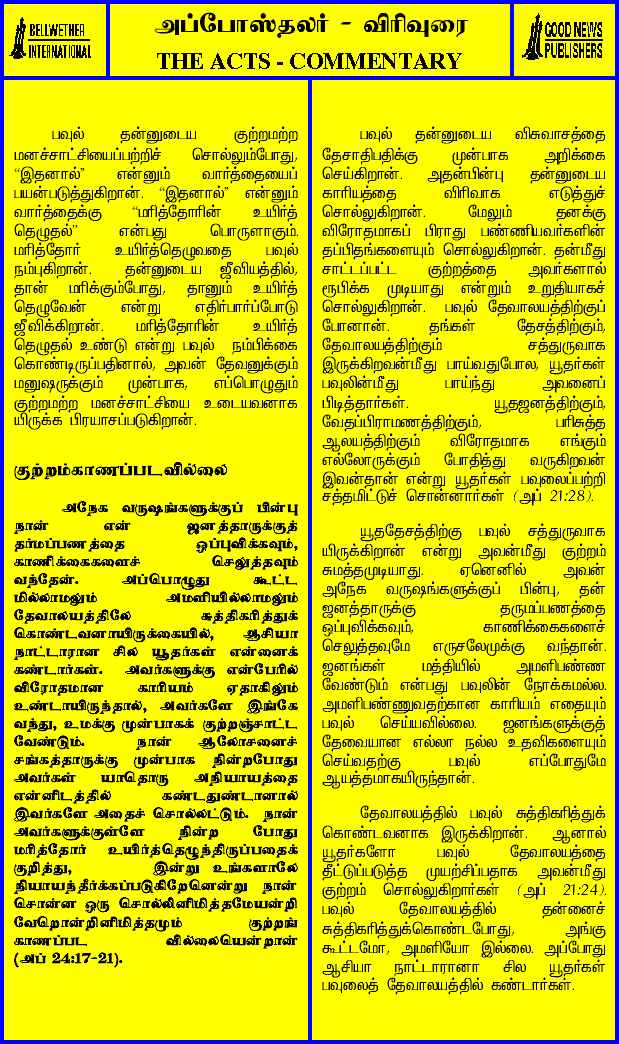 BELLWETHER
INTERNATIONAL
அப்போஸ்தலர் - விரிவுரை
THE ACTS - COMMENTARY
GOOD NEWS
PUBLISHERS
பவுல் தன்னுடைய குற்றமற்ற
மனச்சாட்சியைப்பற்றிச் சொல்லும்போது,
“இதனால்” என்னும் வார்த்தையைப்
பயன்படுத்துகிறான். “இதனால்” என்னும்
வார்த்தைக்கு “மரித்தோரின் உயிர்த்
தெழுதல்” என்பது பொருளாகும்.
மரித்தோர் உயிர்த்தெழுவதை பவுல்
நம்புகிறான். தன்னுடைய ஜீவியத்தில்,
தான் மரிக்கும்போது, தானும் உயிர்த்
தெழுவேன் என்று எதிர்பார்ப்போடு
ஜீவிக்கிறான். மரித்தோரின் உயிர்த்
தெழுதல் உண்டு என்று பவுல் நம்பிக்கை
கொண்டிருப்பதினால், அவன் தேவனுக்கும்
மனுஷருக்கும் முன்பாக, எப்பொழுதும்
குற்றமற்ற மனச்சாட்சியை உடையவனாக
யிருக்க பிரயாசப்படுகிறான்.
குற்றம்காணப்படவில்லை
அநேக வருஷங்களுக்குப் பின்பு
நான் என் ஜனத்தாருக்குத்
தர்மப்பணத்தை ஒப்புவிக்கவும்,
காணிக்கைகளைச் செலுத்தவும்
வந்தேன். அப்பொழுது கூட்ட
மில்லாமலும் அமளியில்லாமலும்
தேவாலயத்திலே சுத்திகரித்துக்
கொண்டவனாயிருக்கையில், ஆசியா
நாட்டாரான சில யூதர்கள் என்னைக்
கண்டார்கள். அவர்களுக்கு என்பேரில்
விரோதமான காரியம் ஏதாகிலும்
உண்டாயிருந்தால், அவர்களே இங்கே
வந்து, உமக்கு முன்பாகக் குற்றஞ்சாட்ட
வேண்டும். நான் ஆலோசனைச்
சங்கத்தாருக்கு முன்பாக நின்றபோது
அவர்கள் யாதொரு அநியாயத்தை
என்னிடத்தில் கண்டதுண்டானால்
இவர்களே அதைச் சொல்லட்டும். நான்
அவர்களுக்குள்ளே நின்ற போது
மரித்தோர் உயிர்த்தெழுந்திருப்பதைக்
குறித்து, இன்று உங்களாலே
நியாயந்தீர்க்கப்படுகிறேனென்று நான்
சொன்ன ஒரு சொல்லினிமித்தமேயன்றி
வேறொன்றினிமித்தமும் குற்றங்
காணப்பட வில்லையென்றான்
(அப் 24:17-21).
பவுல் தன்னுடைய விசுவாசத்தை
தேசாதிபதிக்கு முன்பாக அறிக்கை
செய்கிறான். அதன்பின்பு தன்னுடைய
காரியத்தை விரிவாக எடுத்துச்
சொல்லுகிறான். மேலும் தனக்கு
விரோதமாகப் பிராது பண்ணியவர்களின்
தப்பிதங்களையும் சொல்லுகிறான். தன்மீது
சாட்டப்பட்ட குற்றத்தை அவர்களால்
ரூபிக்க முடியாது என்றும் உறுதியாகச்
சொல்லுகிறான். பவுல் தேவாலயத்திற்குப்
போனான். தங்கள் தேசத்திற்கும்,
தேவாலயத்திற்கும் சத்துருவாக
இருக்கிறவன்மீது பாய்வதுபோல, யூதர்கள்
பவுலின்மீது பாய்ந்து அவனைப்
பிடித்தார்கள். யூதஜனத்திற்கும்,
வேதப்பிராமணத்திற்கும், பரிசுத்த
ஆலயத்திற்கும் விரோதமாக எங்கும்
எல்லோருக்கும் போதித்து வருகிறவன்
இவன்தான் என்று யூதர்கள் பவுலைப்பற்றி
சத்தமிட்டுச் சொன்னார்கள் (அப் 21:28).
யூததேசத்திற்கு பவுல் சத்துருவாக
யிருக்கிறான் என்று அவன்மீது குற்றம்
சுமத்தமுடியாது. ஏனெனில் அவன்
அநேக வருஷங்களுக்குப் பின்பு, தன்
ஜனத்தாருக்கு தருமப்பணத்தை
ஒப்புவிக்கவும், காணிக்கைகளைச்
செலுத்தவுமே எருசலேமுக்கு வந்தான்.
ஜனங்கள் மத்தியில் அமளிபண்ண
வேண்டும் என்பது பவுலின் நோக்கமல்ல.
அமளிபண்ணுவதற்கான காரியம் எதையும்
பவுல் செய்யவில்லை. ஜனங்களுக்குத்
தேவையான எல்லா நல்ல உதவிகளையும்
செய்வதற்கு பவுல் எப்போதுமே
ஆயத்தமாகயிருந்தான்.
தேவாலயத்தில் பவுல் சுத்திகரித்துக்
கொண்டவனாக இருக்கிறான். ஆனால்
யூதர்களோ பவுல் தேவாலயத்தை
தீட்டுப்படுத்த முயற்சிப்பதாக அவன்மீது
குற்றம் சொல்லுகிறார்கள் (அப் 21:24).
பவுல் தேவாலயத்தில் தன்னைச்
சுத்திகரித்துக்கொண்டபோது, அங்கு
கூட்டமோ, அமளியோ இல்லை. அப்போது
ஆசியா நாட்டாரானா சில யூதர்கள்
பவுலைத் தேவாலயத்தில் கண்டார்கள்.